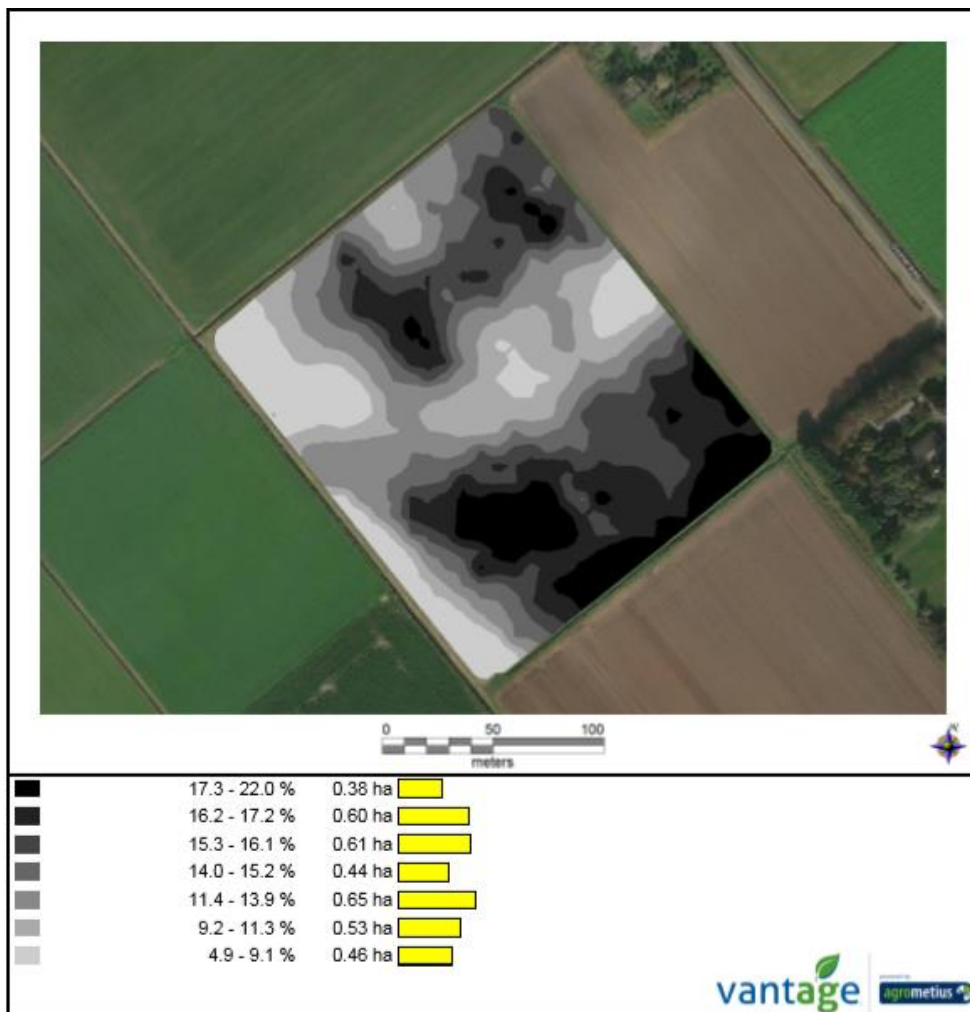 0 50 100
meters
N
17.3 - 22.0 % 0.38 ha
16.2 - 17.2 % 0.60 ha
15.3 - 16.1 % 0.61 ha
14.0 - 15.2 % 0.44 ha
11.4 - 13.9 % 0.65 ha
9.2 - 11.3 % 0.53 ha
4.9 - 9.1 % 0.46 ha
powered by
vantage agrometius